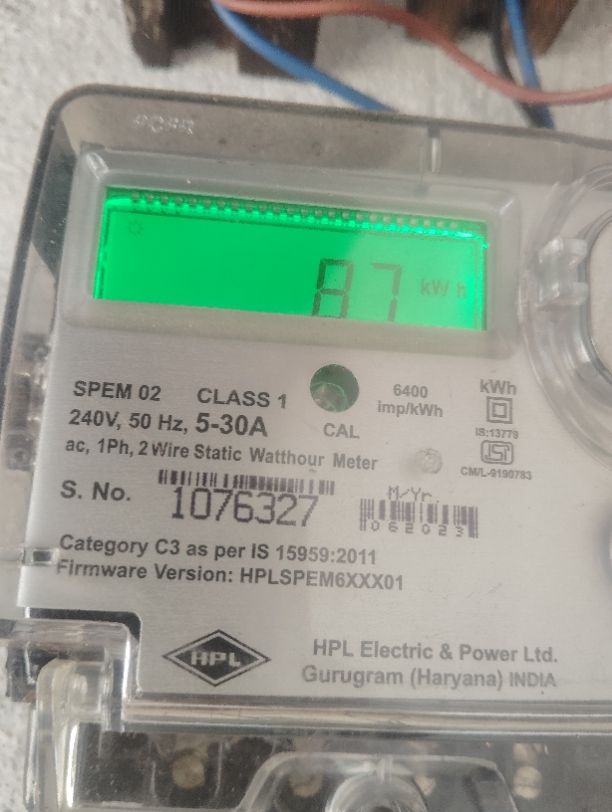 87 kWh
SPEM 02 CLASS 1
240V, 50 Hz, 5-30A
ac, 1Ph, 2 Wire Static Watthour Meter
CAL
6400
imp/kWh
kWh
IS:13779
ISI
CM/L-9190783
S. No. 1076327
M/Yr.
062023
Category C3 as per IS 15959:2011
Firmware Version: HPLSPEM6XXX01
HPL
HPL Electric & Power Ltd.
Gurugram (Haryana) INDIA